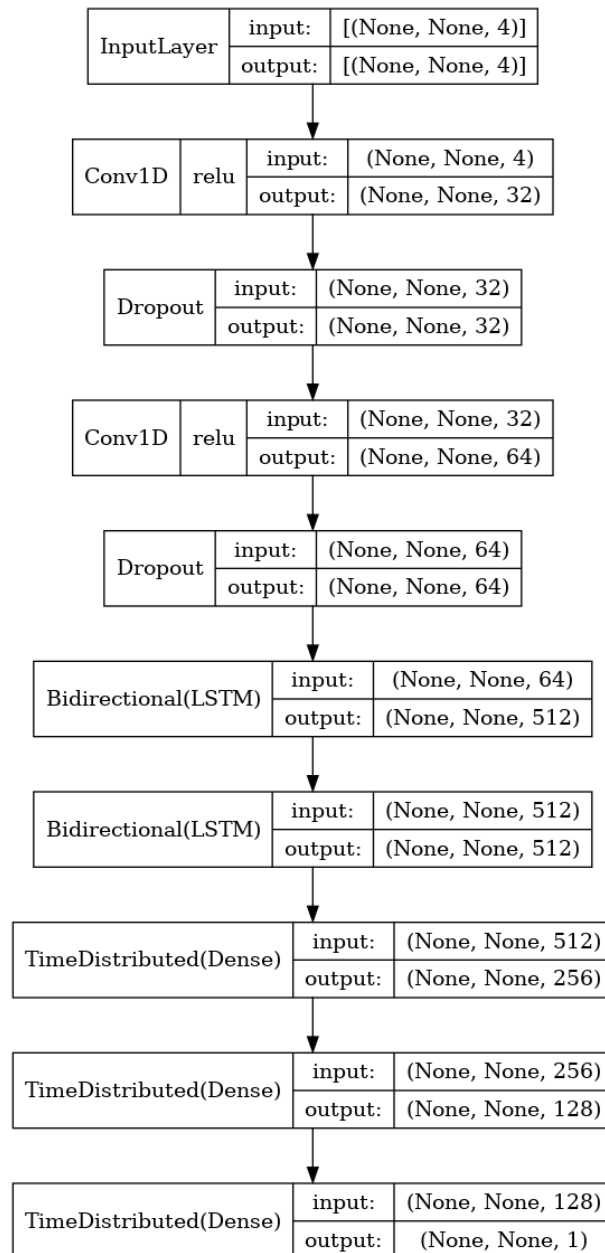 InputLayer input: [(None, None, 4)]
output: [(None, None, 4)]
Conv1D relu input: (None, None, 4)
output: (None, None, 32)
Dropout input: (None, None, 32)
output: (None, None, 32)
Conv1D relu input: (None, None, 32)
output: (None, None, 64)
Dropout input: (None, None, 64)
output: (None, None, 64)
Bidirectional(LSTM) input: (None, None, 64)
output: (None, None, 512)
Bidirectional(LSTM) input: (None, None, 512)
output: (None, None, 512)
TimeDistributed(Dense) input: (None, None, 512)
output: (None, None, 256)
TimeDistributed(Dense) input: (None, None, 256)
output: (None, None, 128)
TimeDistributed(Dense) input: (None, None, 128)
output: (None, None, 1)